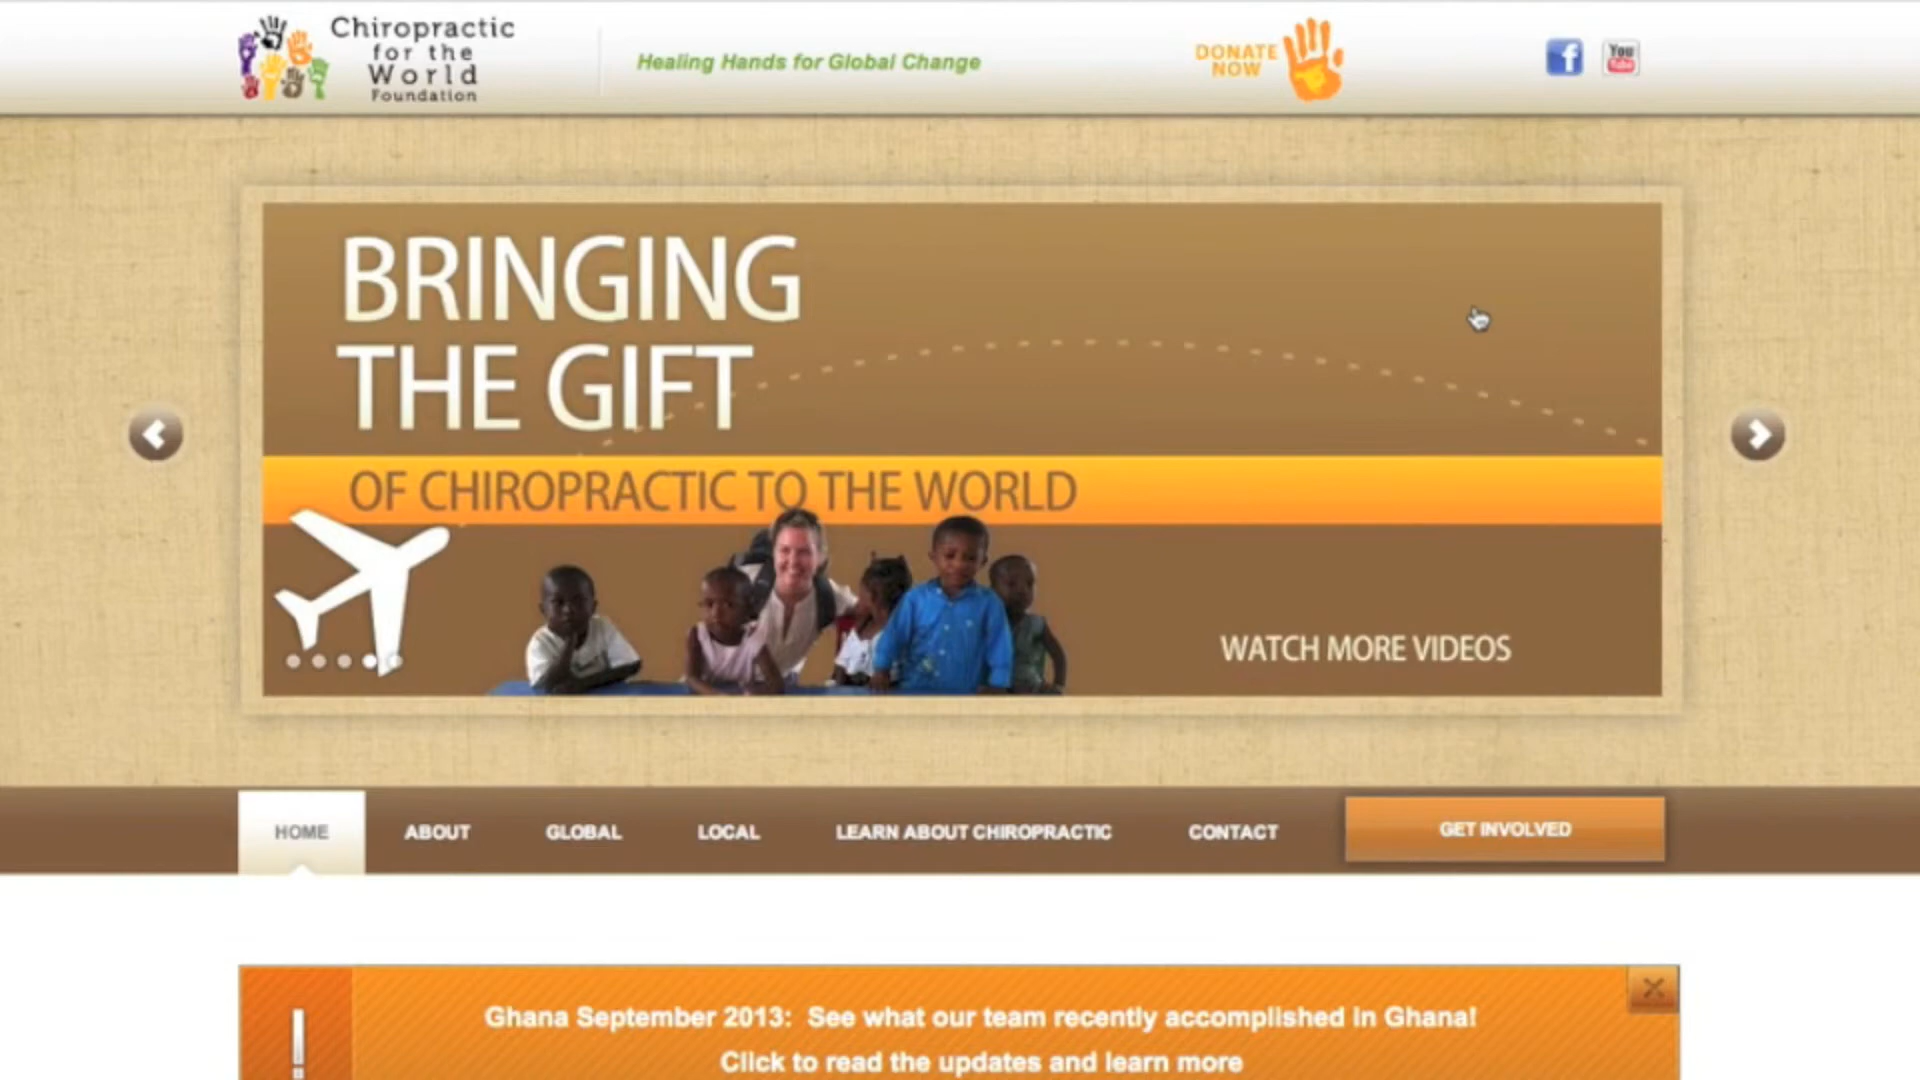 Chiropractic
for the
World
Foundation
Healing Hands for Global Change
DONATE
NOW
f
You
Tube
BRINGING
THE GIFT
OF CHIROPRACTIC TO THE WORLD
WATCH MORE VIDEOS
HOME
ABOUT
GLOBAL
LOCAL
LEARN ABOUT CHIROPRACTIC
CONTACT
GET INVOLVED
!
Ghana September 2013: See what our team recently accomplished in Ghana!
Click to read the updates and learn more